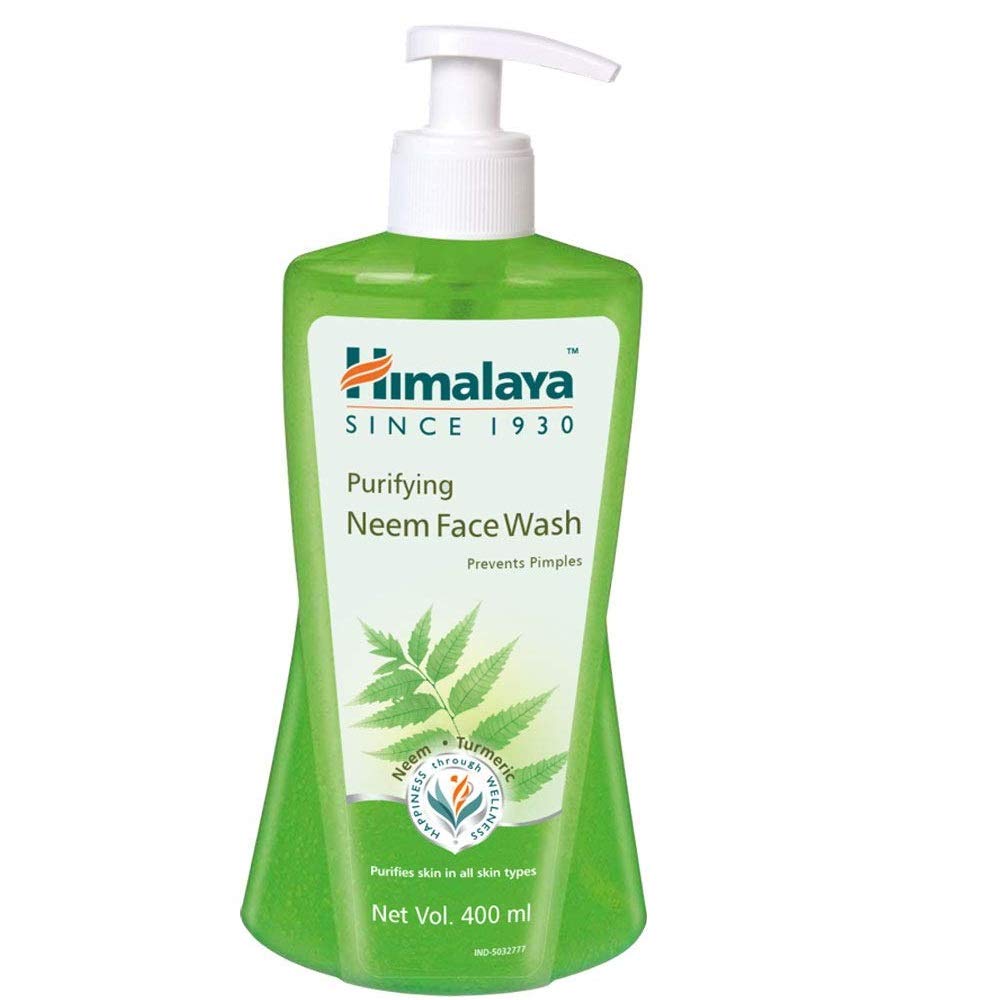 Himalaya™
SINCE 1930
Purifying
Neem Face Wash
Prevents Pimples
Neem • Turmeric
HAPPINESS through WELLNESS
Purifies skin in all skin types
Net Vol. 400 ml
IND-5032777